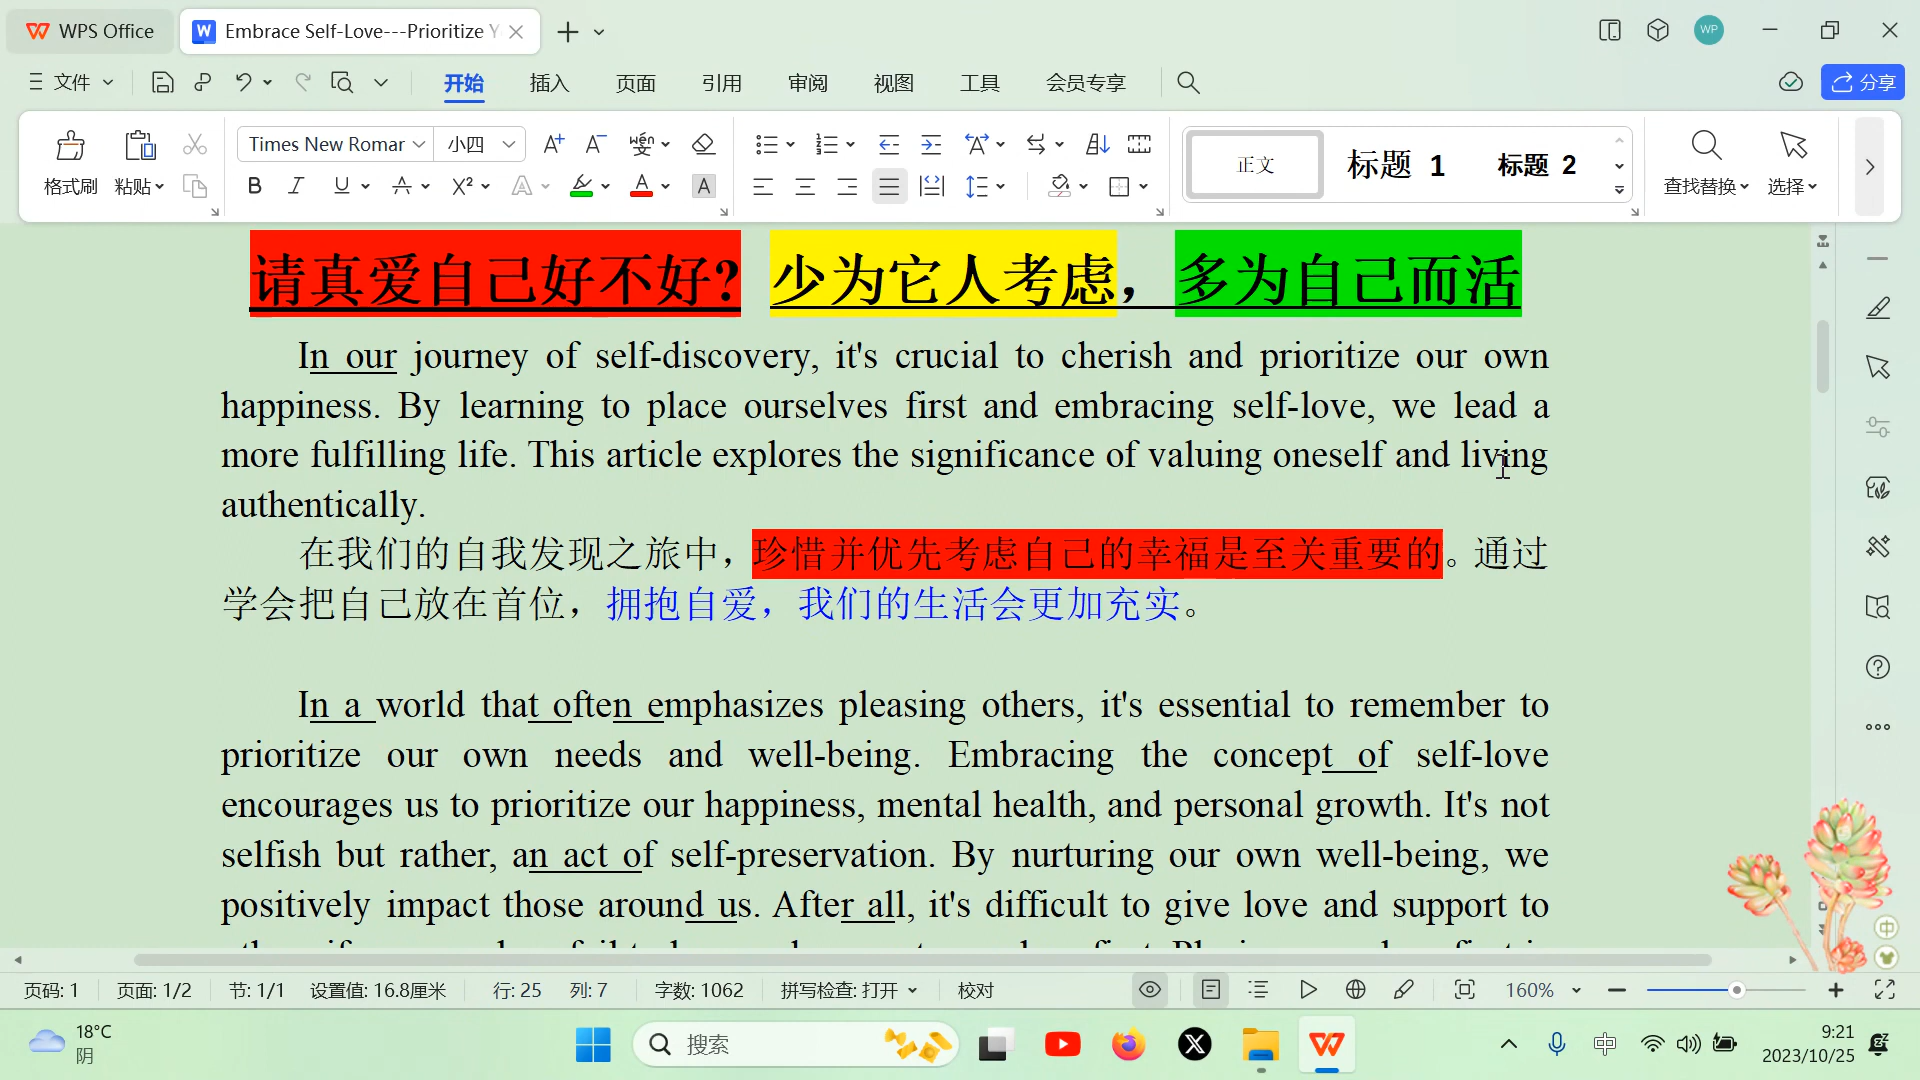 WPS Office
Embrace Self-Love---Prioritize Y
WP
文件
开始
插入
页面
引用
审阅
视图
工具
会员专享
分享
格式刷
粘贴
Times New Romar
小四
正文
标题 1
标题 2
查找替换
选择
请真爱自己好不好? 少为它人考虑，多为自己而活
In our journey of self-discovery, it's crucial to cherish and prioritize our own
happiness. By learning to place ourselves first and embracing self-love, we lead a
more fulfilling life. This article explores the significance of valuing oneself and living
authentically.
在我们的自我发现之旅中，珍惜并优先考虑自己的幸福是至关重要的。通过
学会把自己放在首位，拥抱自爱，我们的生活会更加充实。
In a world that often emphasizes pleasing others, it's essential to remember to
prioritize our own needs and well-being. Embracing the concept of self-love
encourages us to prioritize our happiness, mental health, and personal growth. It's not
selfish but rather, an act of self-preservation. By nurturing our own well-being, we
positively impact those around us. After all, it's difficult to give love and support to
页码: 1
页面: 1/2
节: 1/1
设置值: 16.8厘米
行: 25
列: 7
字数: 1062
拼写检查: 打开
校对
160%
18°C
阴
搜索
中
9:21
2023/10/25